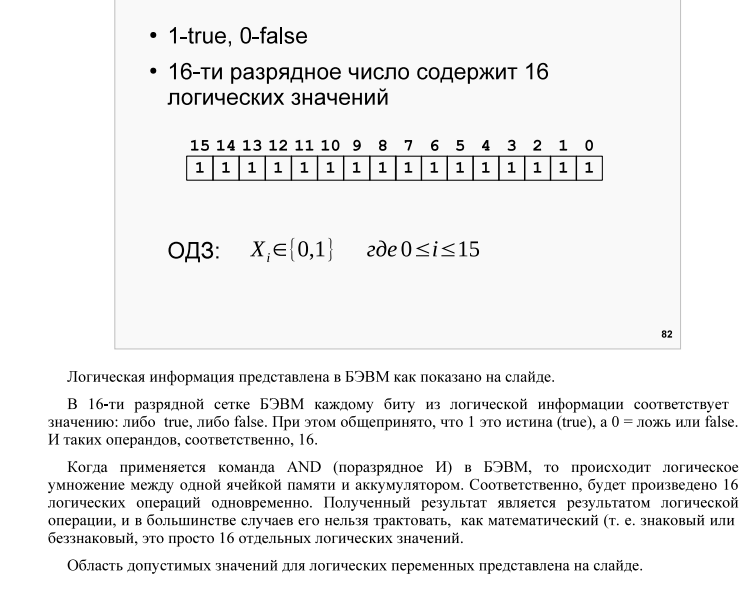 • 1-true, 0-false
• 16-ти разрядное число содержит 16
логических значений
15 14 13 12 11 10 9 8 7 6 5 4 3 2 1 0
1 1 1 1 1 1 1 1 1 1 1 1 1 1 1 1
ОДЗ: X_i∈{0,1} где 0≤i≤15
82
Логическая информация представлена в БЭВМ как показано на слайде.
В 16-ти разрядной сетке БЭВМ каждому биту из логической информации соответствует
значению: либо true, либо false. При этом общепринято, что 1 это истина (true), а 0 = ложь или false.
И таких операндов, соответственно, 16.
Когда применяется команда AND (поразрядное И) в БЭВМ, то происходит логическое
умножение между одной ячейкой памяти и аккумулятором. Соответственно, будет произведено 16
логических операций одновременно. Полученный результат является результатом логической
операции, и в большинстве случаев его нельзя трактовать, как математический (т. е. знаковый или
беззнаковый, это просто 16 отдельных логических значений.
Область допустимых значений для логических переменных представлена на слайде.